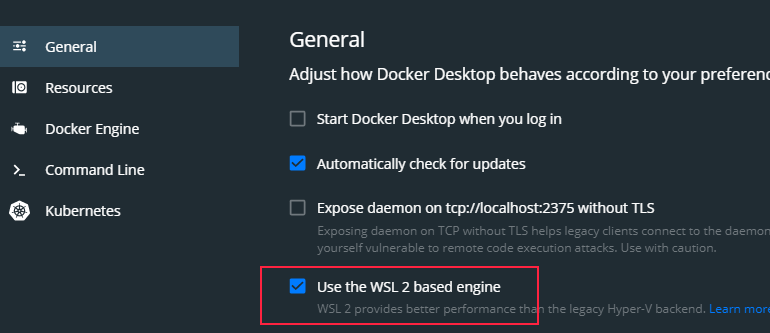 General
Resources
Docker Engine
Command Line
Kubernetes
General
Adjust how Docker Desktop behaves according to your
Start Docker Desktop when you log in
Automatically check for updates
Expose daemon on tcp://localhost:2375 without TLS
Exposing daemon on TCP without TLS helps legacy clients connect to the daemon
yourself vulnerable to remote code execution attacks. Use with caution.
Use the WSL 2 based engine
WSL 2 provides better performance than the legacy Hyper-V backend. Learn more